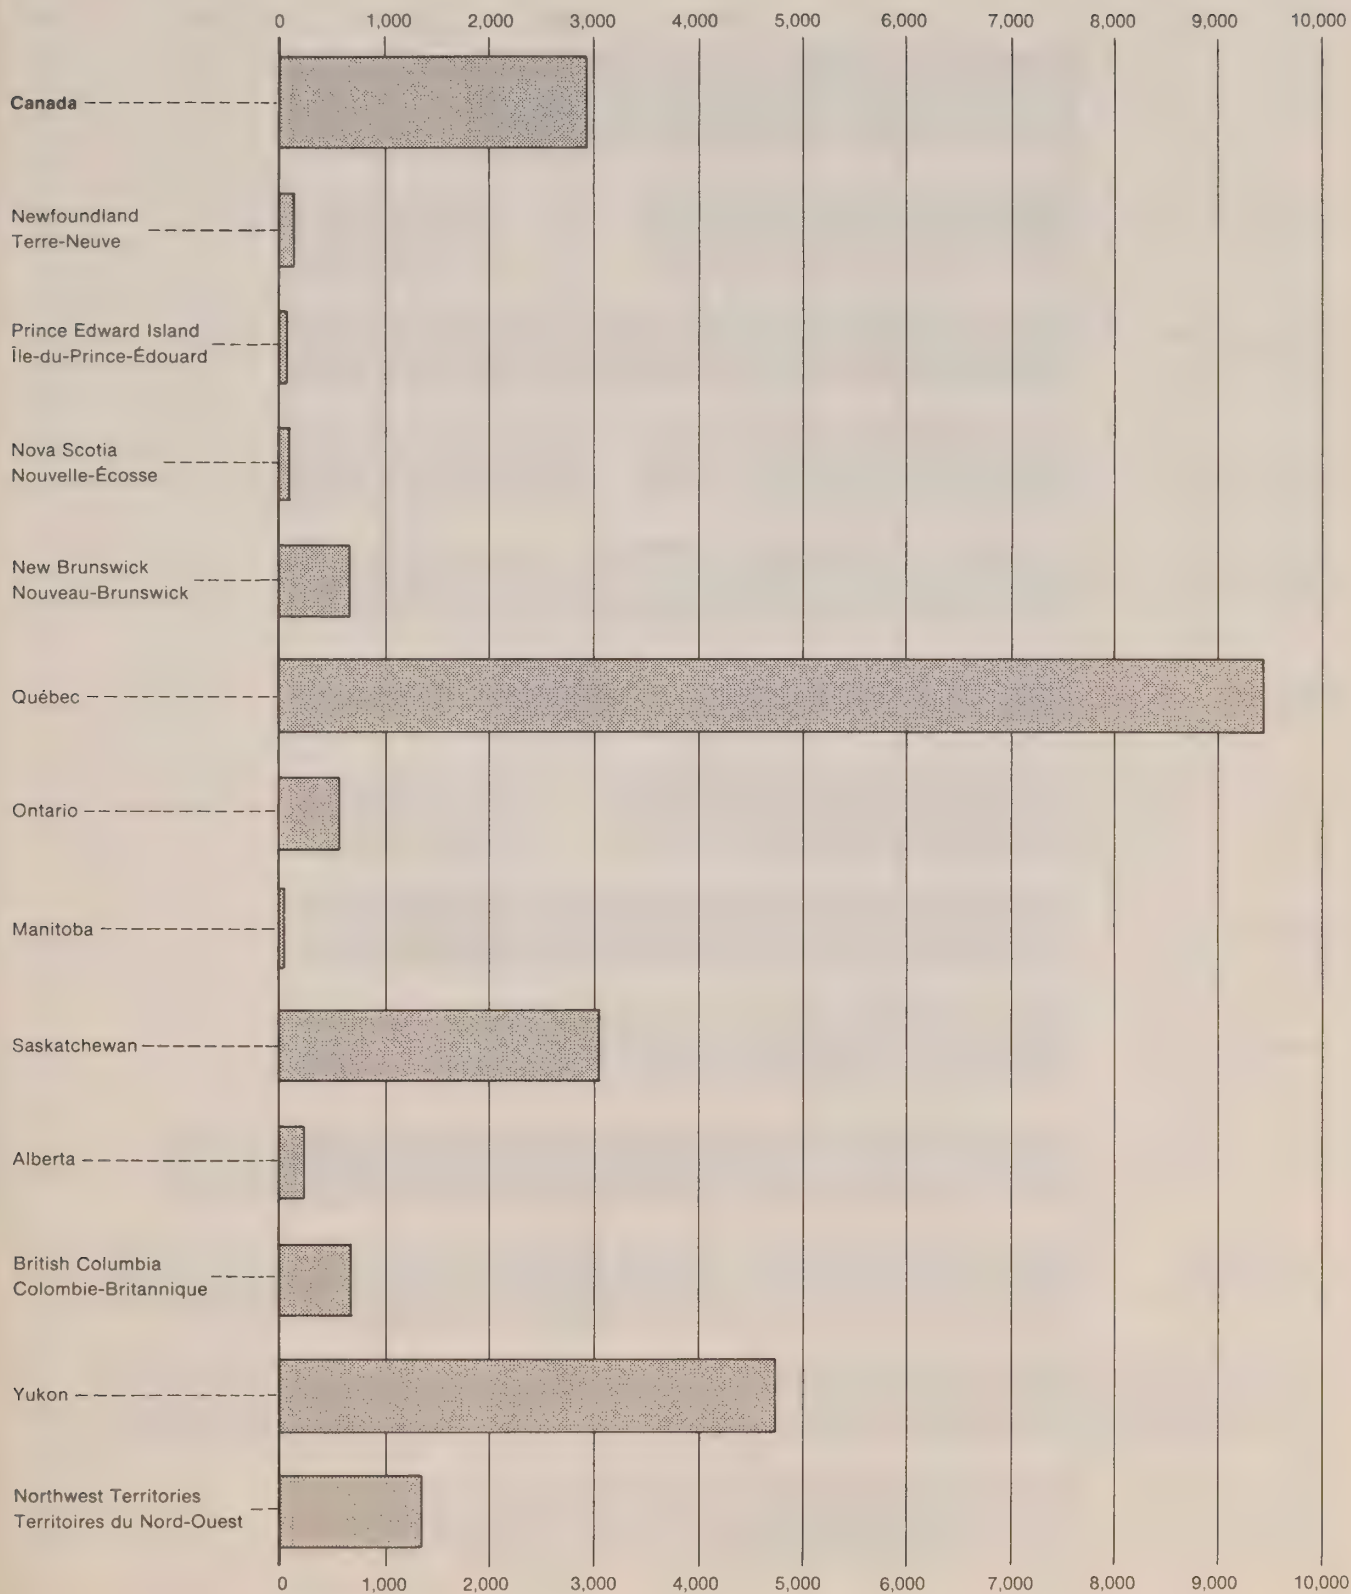 0 1,000 2,000 3,000 4,000 5,000 6,000 7,000 8,000 9,000 10,000
Canada
Newfoundland
Terre-Neuve
Prince Edward Island
Île-du-Prince-Édouard
Nova Scotia
Nouvelle-Écosse
New Brunswick
Nouveau-Brunswick
Québec
Ontario
Manitoba
Saskatchewan
Alberta
British Columbia
Colombie-Britannique
Yukon
Northwest Territories
Territoires du Nord-Ouest
0 1,000 2,000 3,000 4,000 5,000 6,000 7,000 8,000 9,000 10,000